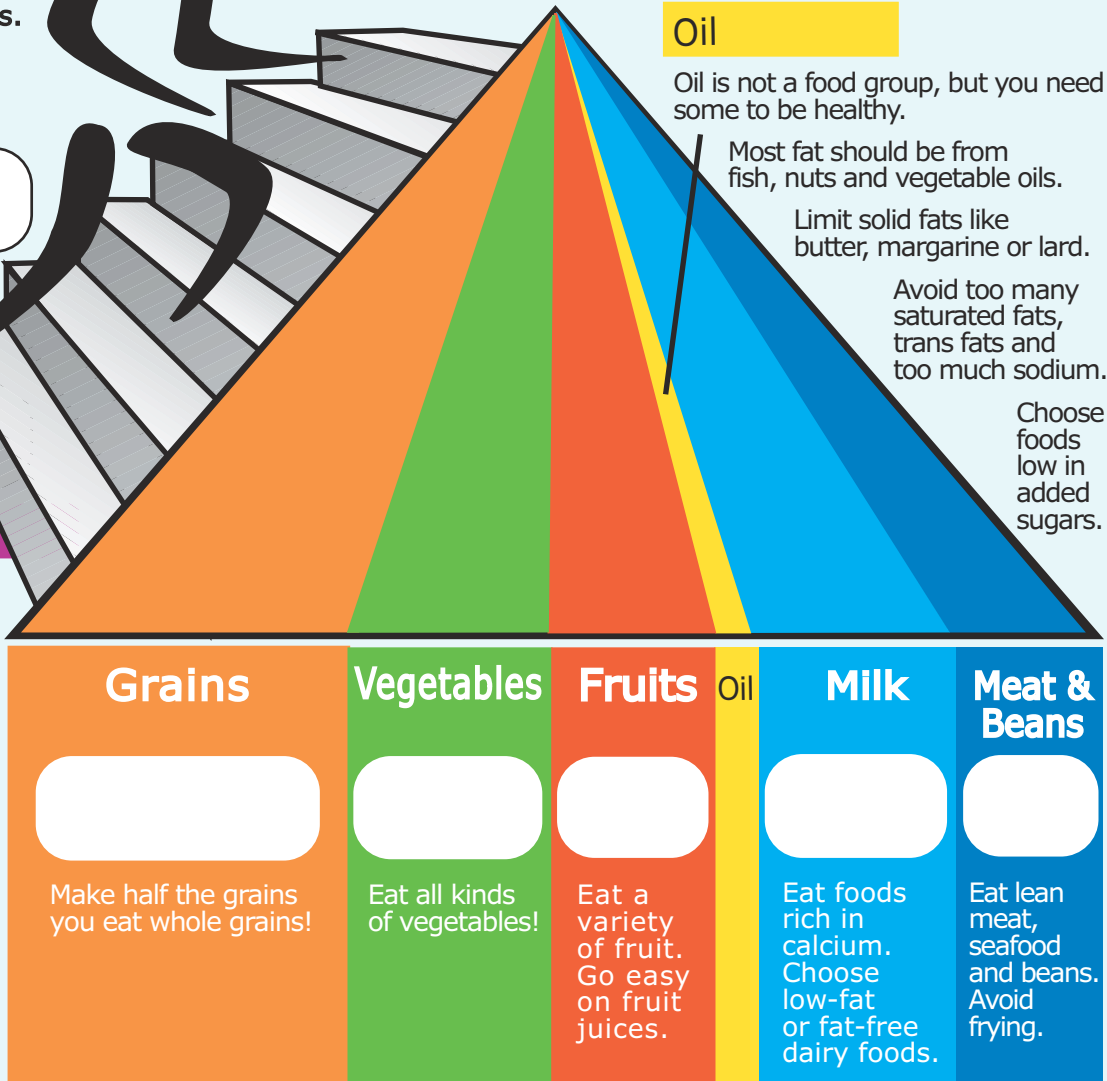 s.
Oil
Oil is not a food group, but you need
some to be healthy.
Most fat should be from
fish, nuts and vegetable oils.
Limit solid fats like
butter, margarine or lard.
Avoid too many
saturated fats,
trans fats and
too much sodium.
Choose
foods
low in
added
sugars.
Grains
Make half the grains
you eat whole grains!
Vegetables
Eat all kinds
of vegetables!
Fruits
Eat a
variety
of fruit.
Go easy
on fruit
juices.
Oil
Milk
Eat foods
rich in
calcium.
Choose
low-fat
or fat-free
dairy foods.
Meat &
Beans
Eat lean
meat,
seafood
and beans.
Avoid
frying.